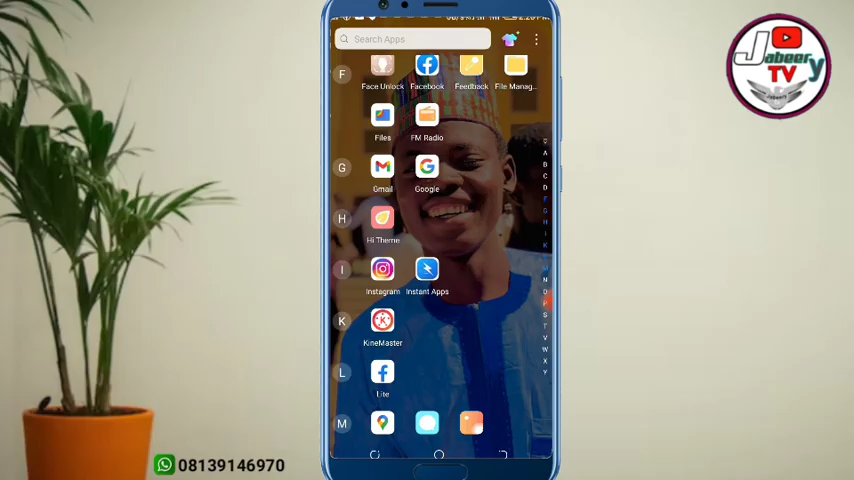 Search Apps
F
Face Unlock Facebook Feedback File Manag...
Files FM Radio
G
Gmail Google
H
Hi Theme
I
Instagram Instant Apps
K
KineMaster
L
Lite
M
Jabeery
TV
08139146970